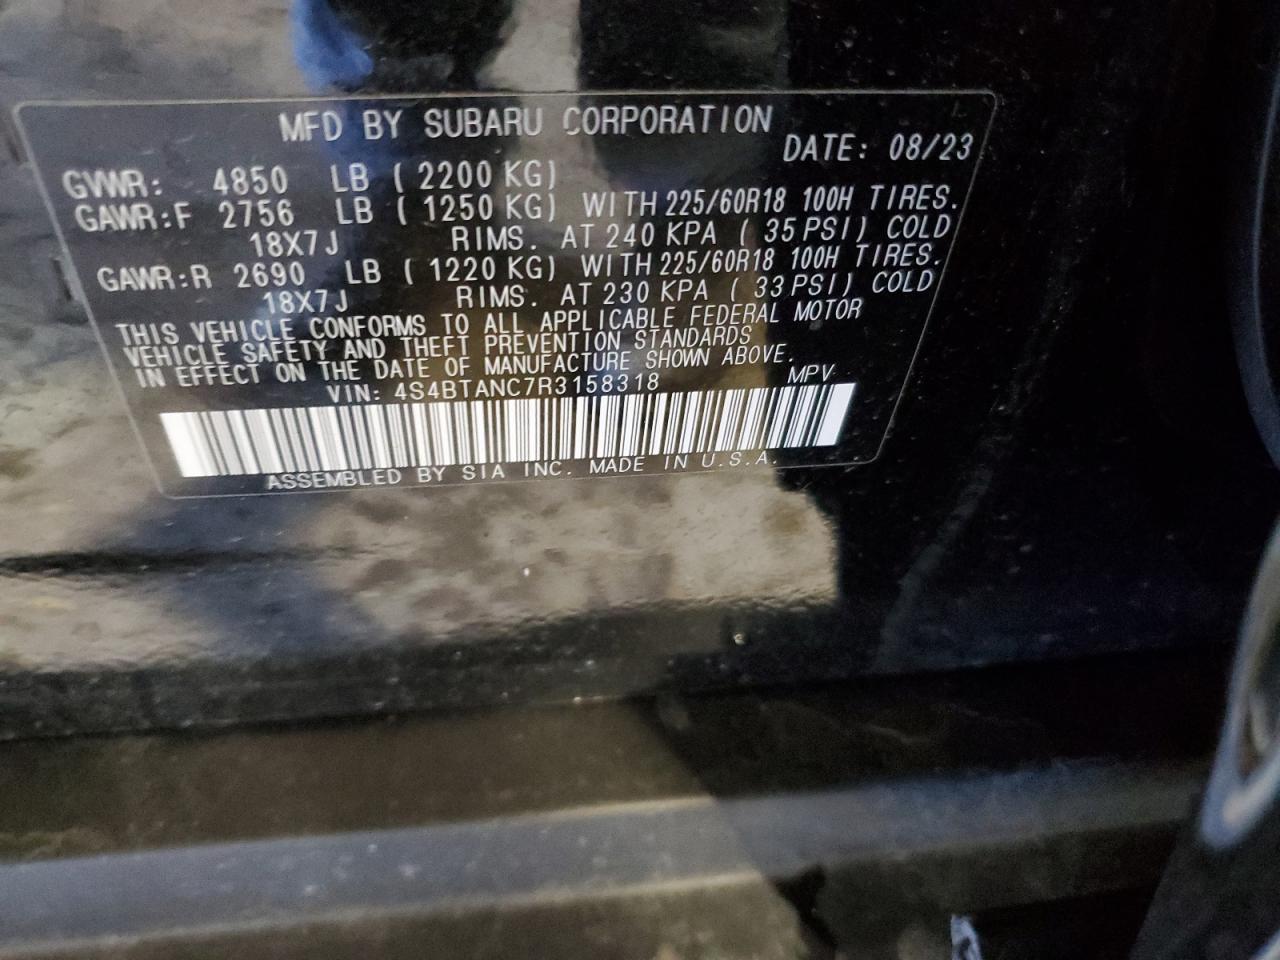 MFD BY SUBARU CORPORATION
DATE: 08/23
GVWR: 4850 LB ( 2200 KG)
GAWR:F 2756 LB ( 1250 KG) WITH 225/60R18 100H TIRES.
18X7J RIMS. AT 240 KPA ( 35 PSI) COLD
GAWR:R 2690 LB ( 1220 KG) WITH 225/60R18 100H TIRES.
18X7J RIMS. AT 230 KPA ( 33 PSI) COLD
THIS VEHICLE CONFORMS TO ALL APPLICABLE FEDERAL MOTOR
VEHICLE SAFETY AND THEFT PREVENTION STANDARDS
IN EFFECT ON THE DATE OF MANUFACTURE SHOWN ABOVE.
VIN: 4S4BTANC7R3158318 MPV
ASSEMBLED BY SIA INC. MADE IN U.S.A.